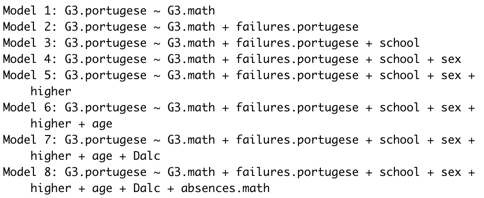 Model 1: G3.portugese ~ G3.math
Model 2: G3.portugese ~ G3.math + failures.portugese
Model 3: G3.portugese ~ G3.math + failures.portugese + school
Model 4: G3.portugese ~ G3.math + failures.portugese + school + sex
Model 5: G3.portugese ~ G3.math + failures.portugese + school + sex +
    higher
Model 6: G3.portugese ~ G3.math + failures.portugese + school + sex +
    higher + age
Model 7: G3.portugese ~ G3.math + failures.portugese + school + sex +
    higher + age + Dalc
Model 8: G3.portugese ~ G3.math + failures.portugese + school + sex +
    higher + age + Dalc + absences.math